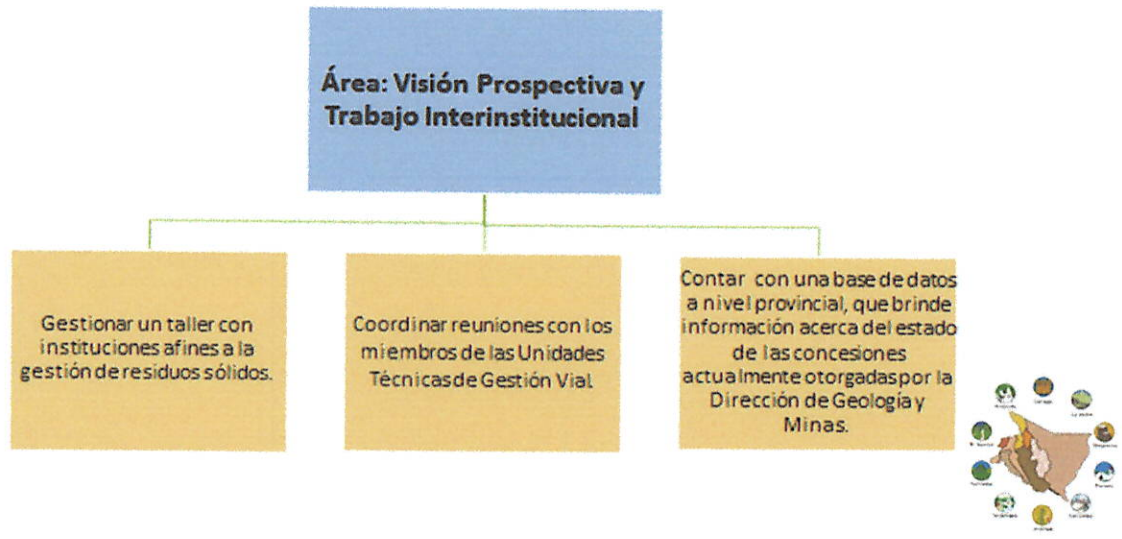 Área: Visión Prospectiva y
Trabajo Interinstitucional
Gestionar un taller con
instituciones afines a la
gestión de residuos sólidos.
Coordinar reuniones con los
miembros de las Unidades
Técnicas de Gestión Vial.
Contar con una base de datos
a nivel provincial, que brinde
información acerca del estado
de las concesiones
actualmente otorgadas por la
Dirección de Geología y
Minas.